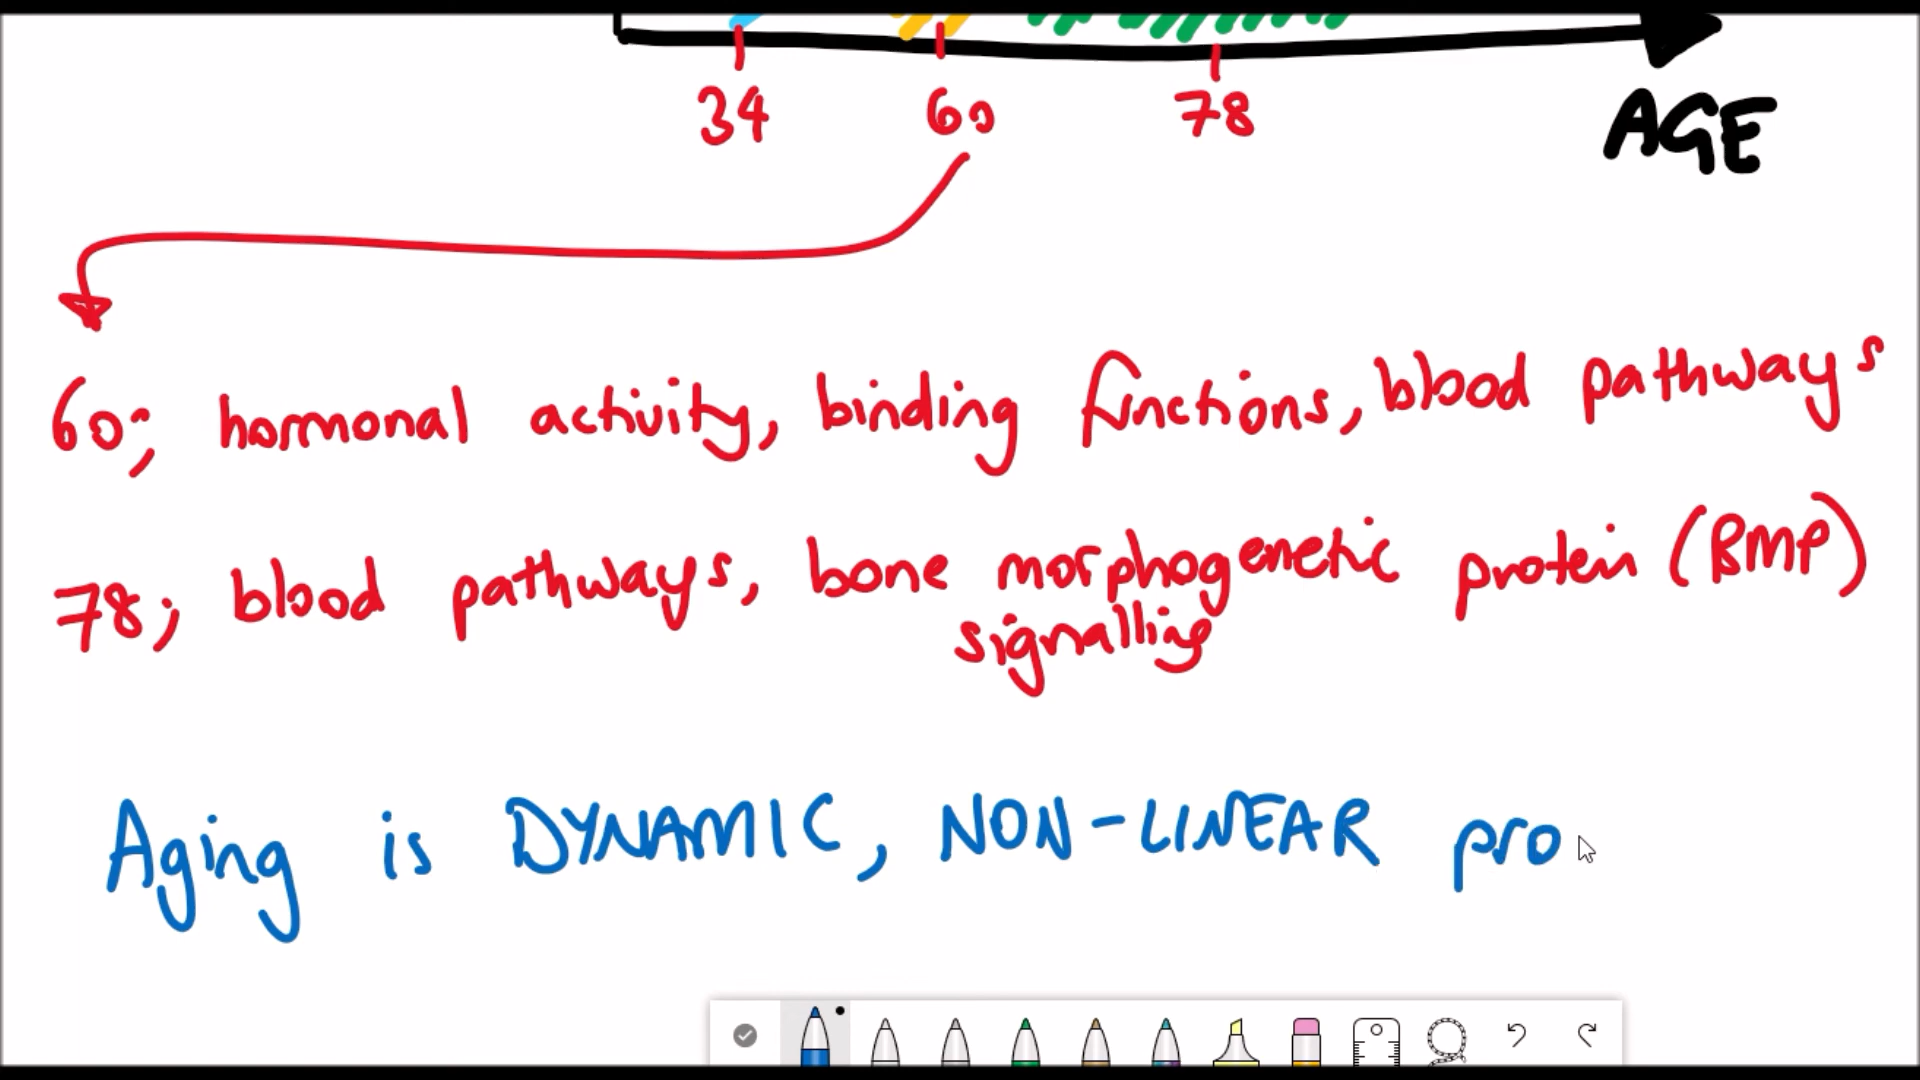 34 60 78
AGE
60; hormonal activity, binding functions, blood pathways
78; blood pathways, bone morphogenetic protein (BMP)
signalling
Aging is DYNAMIC, NON-LINEAR pro